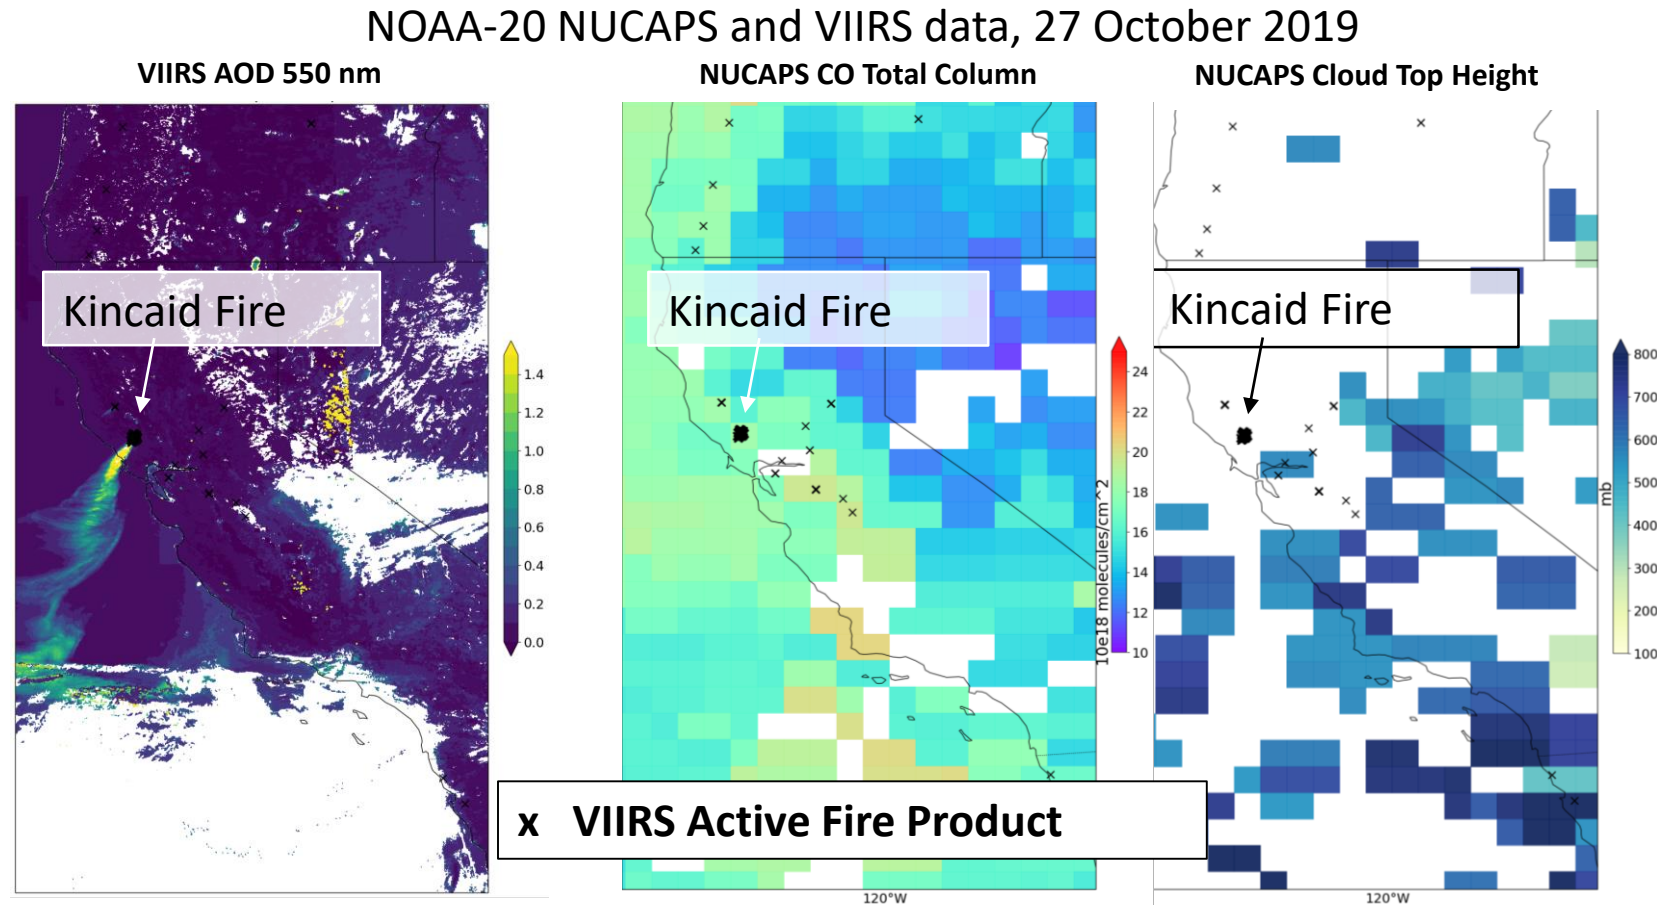 NOAA-20 NUCAPS and VIIRS data, 27 October 2019
VIIRS AOD 550 nm
NUCAPS CO Total Column
NUCAPS Cloud Top Height
Kincaid Fire
Kincaid Fire
Kincaid Fire
1.4
1.2
1.0
0.8
0.6
0.4
0.2
0.0
24
22
20
18
16
14
12
10
10e18 molecules/cm^2
800
700
600
500
400
300
200
100
mb
x VIIRS Active Fire Product
120°W
120°W